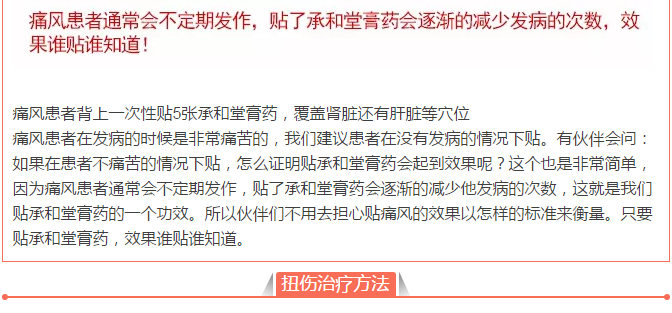 痛风患者通常会不定期发作，贴了承和堂膏药会逐渐的减少发病的次数，效
果谁贴谁知道！
痛风患者背上一次性贴5张承和堂膏药，覆盖肾脏还有肝脏等穴位
痛风患者在发病的时候是非常痛苦的，我们建议患者在没有发病的情况下贴。有伙伴会问：
如果在患者不痛苦的情况下贴，怎么证明贴承和堂膏药会起到效果呢？这个也是非常简单，
因为痛风患者通常会不定期发作，贴了承和堂膏药会逐渐的减少他发病的次数，这就是我们
贴承和堂膏药的一个功效。所以伙伴们不用去担心贴痛风的效果以怎样的标准来衡量。只要
贴承和堂膏药，效果谁贴谁知道。
扭伤治疗方法